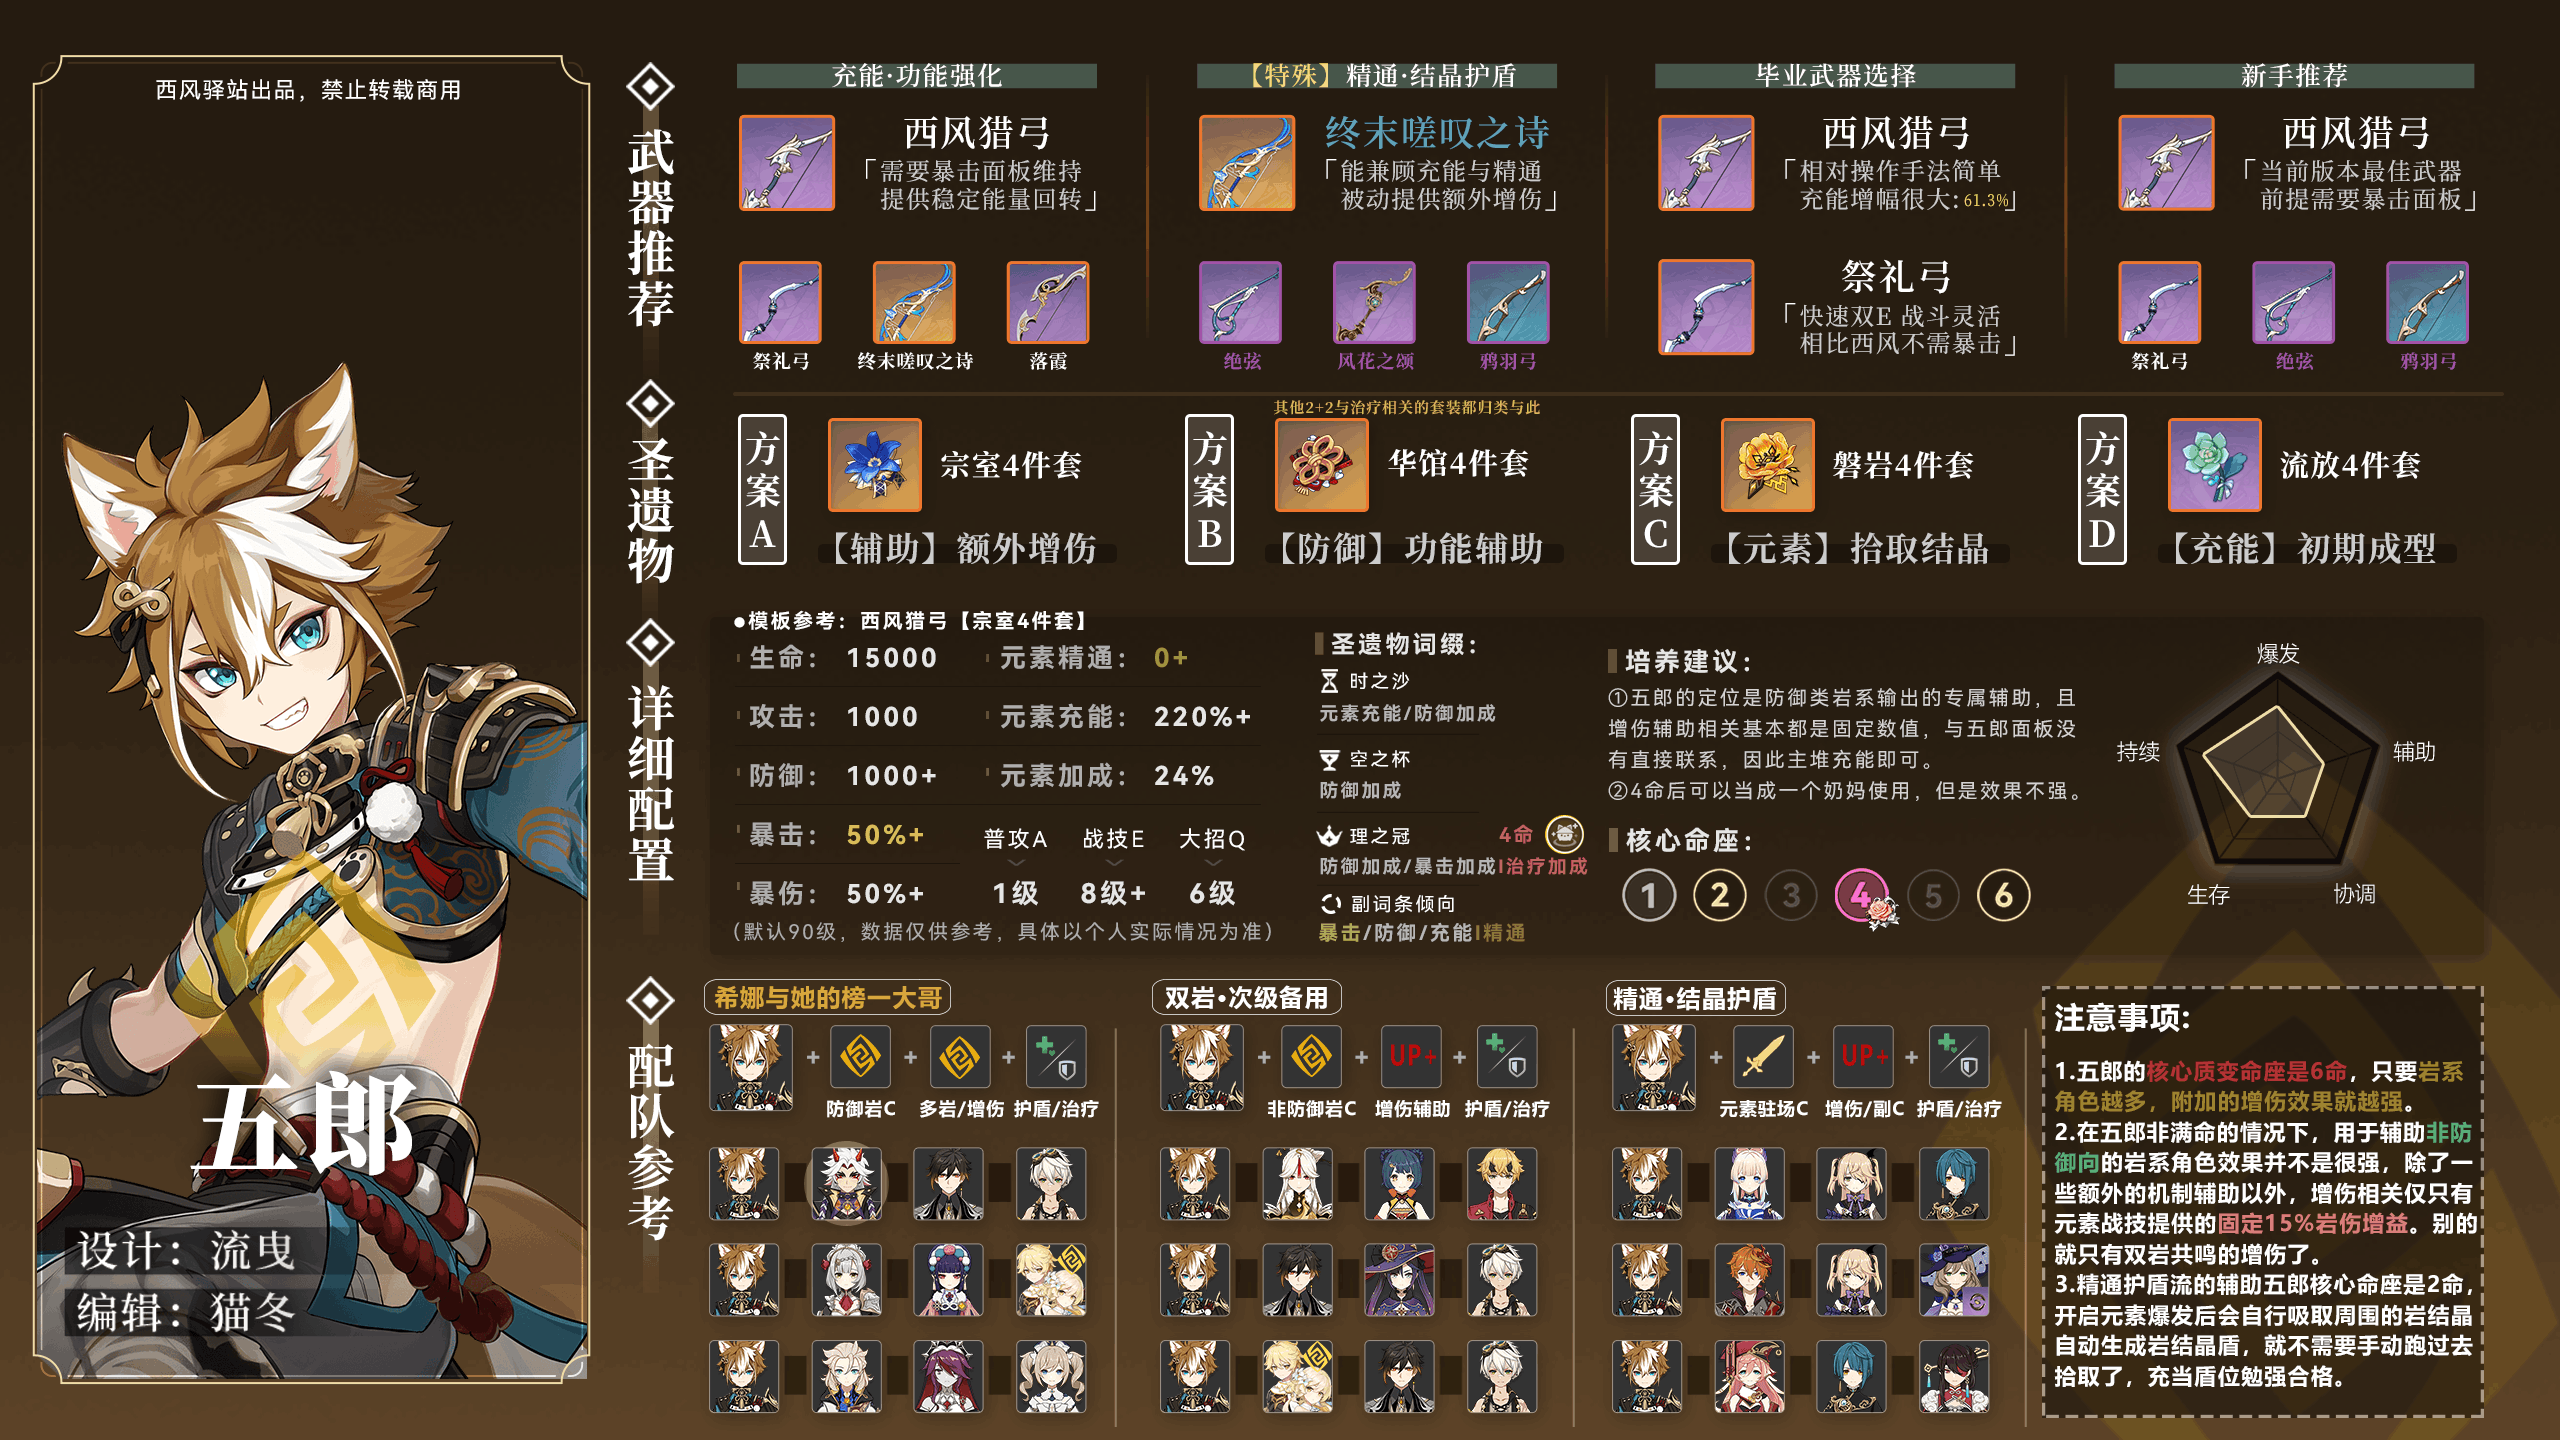 西风驿站出品，禁止转载商用
五郎
设计：流曳
编辑：猫冬
武器推荐
充能·功能强化
西风猎弓
「需要暴击面板维持
提供稳定能量回转」
祭礼弓
终末嗟叹之诗
落霞
【特殊】精通·结晶护盾
终末嗟叹之诗
「能兼顾充能与精通
被动提供额外增伤」
绝弦
风花之颂
鸦羽弓
毕业武器选择
西风猎弓
「相对操作手法简单
充能增幅很大:61.3%」
祭礼弓
「快速双E 战斗灵活
相比西风不需暴击」
新手推荐
西风猎弓
「当前版本最佳武器
前提需要暴击面板」
祭礼弓
绝弦
鸦羽弓
圣遗物
方案A
宗室4件套
【辅助】额外增伤
其他2+2与治疗相关的套装都归类与此
方案B
华馆4件套
【防御】功能辅助
方案C
磐岩4件套
【元素】拾取结晶
方案D
流放4件套
【充能】初期成型
详细配置
●模板参考：西风猎弓【宗室4件套】
生命：15000
元素精通：0+
攻击：1000
元素充能：220%+
防御：1000+
元素加成：24%
暴击：50%+
普攻A 战技E 大招Q
暴伤：50%+
1级 8级+ 6级
（默认90级，数据仅供参考，具体以个人实际情况为准）
圣遗物词缀：
时之沙
元素充能/防御加成
空之杯
防御加成
理之冠
4命
防御加成/暴击加成I治疗加成
副词条倾向
暴击/防御/充能I精通
培养建议：
①五郎的定位是防御类岩系输出的专属辅助，且
增伤辅助相关基本都是固定数值，与五郎面板没
有直接联系，因此主堆充能即可。
②4命后可以当成一个奶妈使用，但是效果不强。
核心命座：
1 2 3 4 5 6
爆发
持续
辅助
生存
协调
配队参考
希娜与她的榜一大哥
+ + +
防御岩C 多岩/增伤 护盾/治疗
双岩·次级备用
+ + UP+ +
非防御岩C 增伤辅助 护盾/治疗
精通·结晶护盾
+ + UP+ +
元素驻场C 增伤/副C 护盾/治疗
注意事项：
1.五郎的核心质变命座是6命，只要岩系
角色越多，附加的增伤效果就越强。
2.在五郎非满命的情况下，用于辅助非防
御向的岩系角色效果并不是很强，除了一
些额外的机制辅助以外，增伤相关仅只有
元素战技提供的固定15%岩伤增益。别的
就只有双岩共鸣的增伤了。
3.精通护盾流的辅助五郎核心命座是2命，
开启元素爆发后会自行吸取周围的岩结晶
自动生成岩结晶盾，就不需要手动跑过去
拾取了，充当盾位勉强合格。